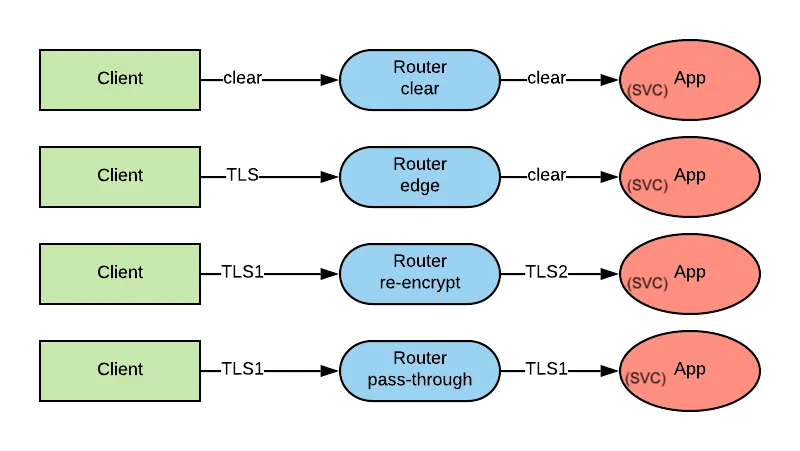 Client
clear
Router
clear
clear
(SVC) App
Client
TLS
Router
edge
clear
(SVC) App
Client
TLS1
Router
re-encrypt
TLS2
(SVC) App
Client
TLS1
Router
pass-through
TLS1
(SVC) App